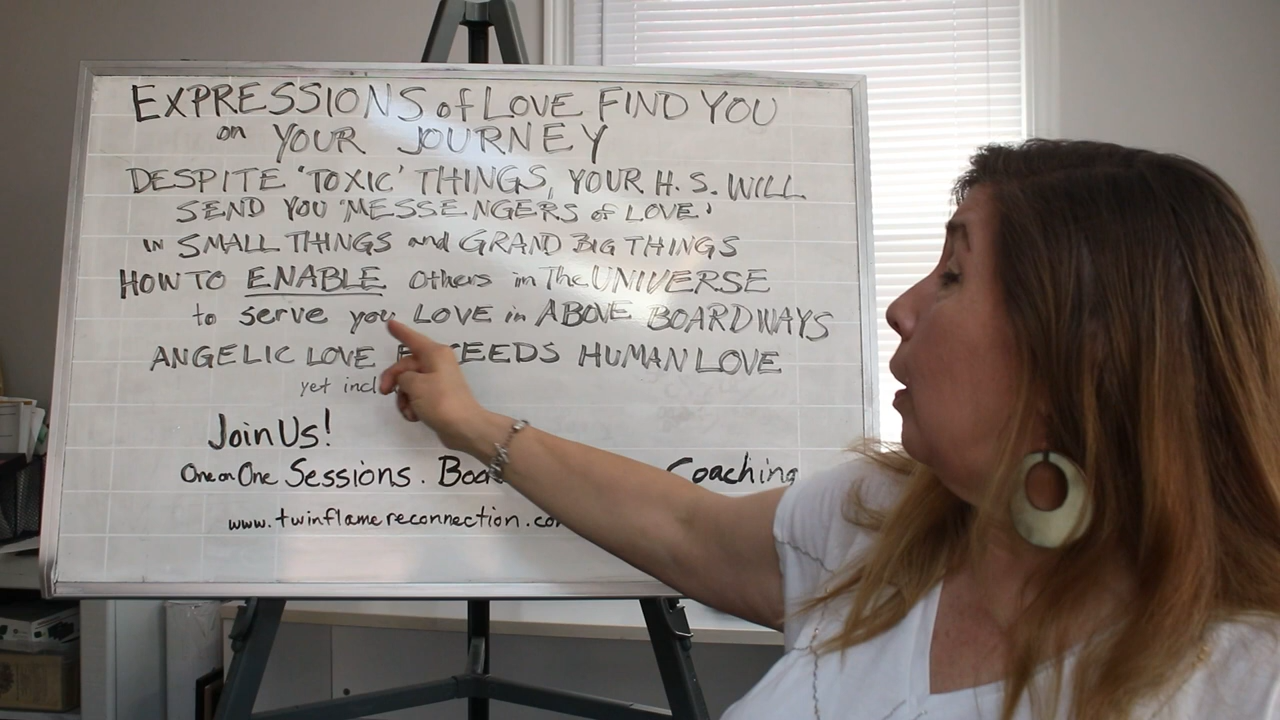 EXPRESSIONS of LOVE FIND YOU
on YOUR JOURNEY
DESPITE 'TOXIC' THINGS, YOUR H. S. WILL
SEND YOU 'MESSENGERS of LOVE'
in SMALL THINGS and GRAND BIG THINGS
HOW TO ENABLE others in The UNIVERSE
to serve you LOVE in ABOVE BOARD WAYS
ANGELIC LOVE HUMAN LOVE
yet
Join Us!
One on One Sessions. Coaching
www.twinflamereconnection.co